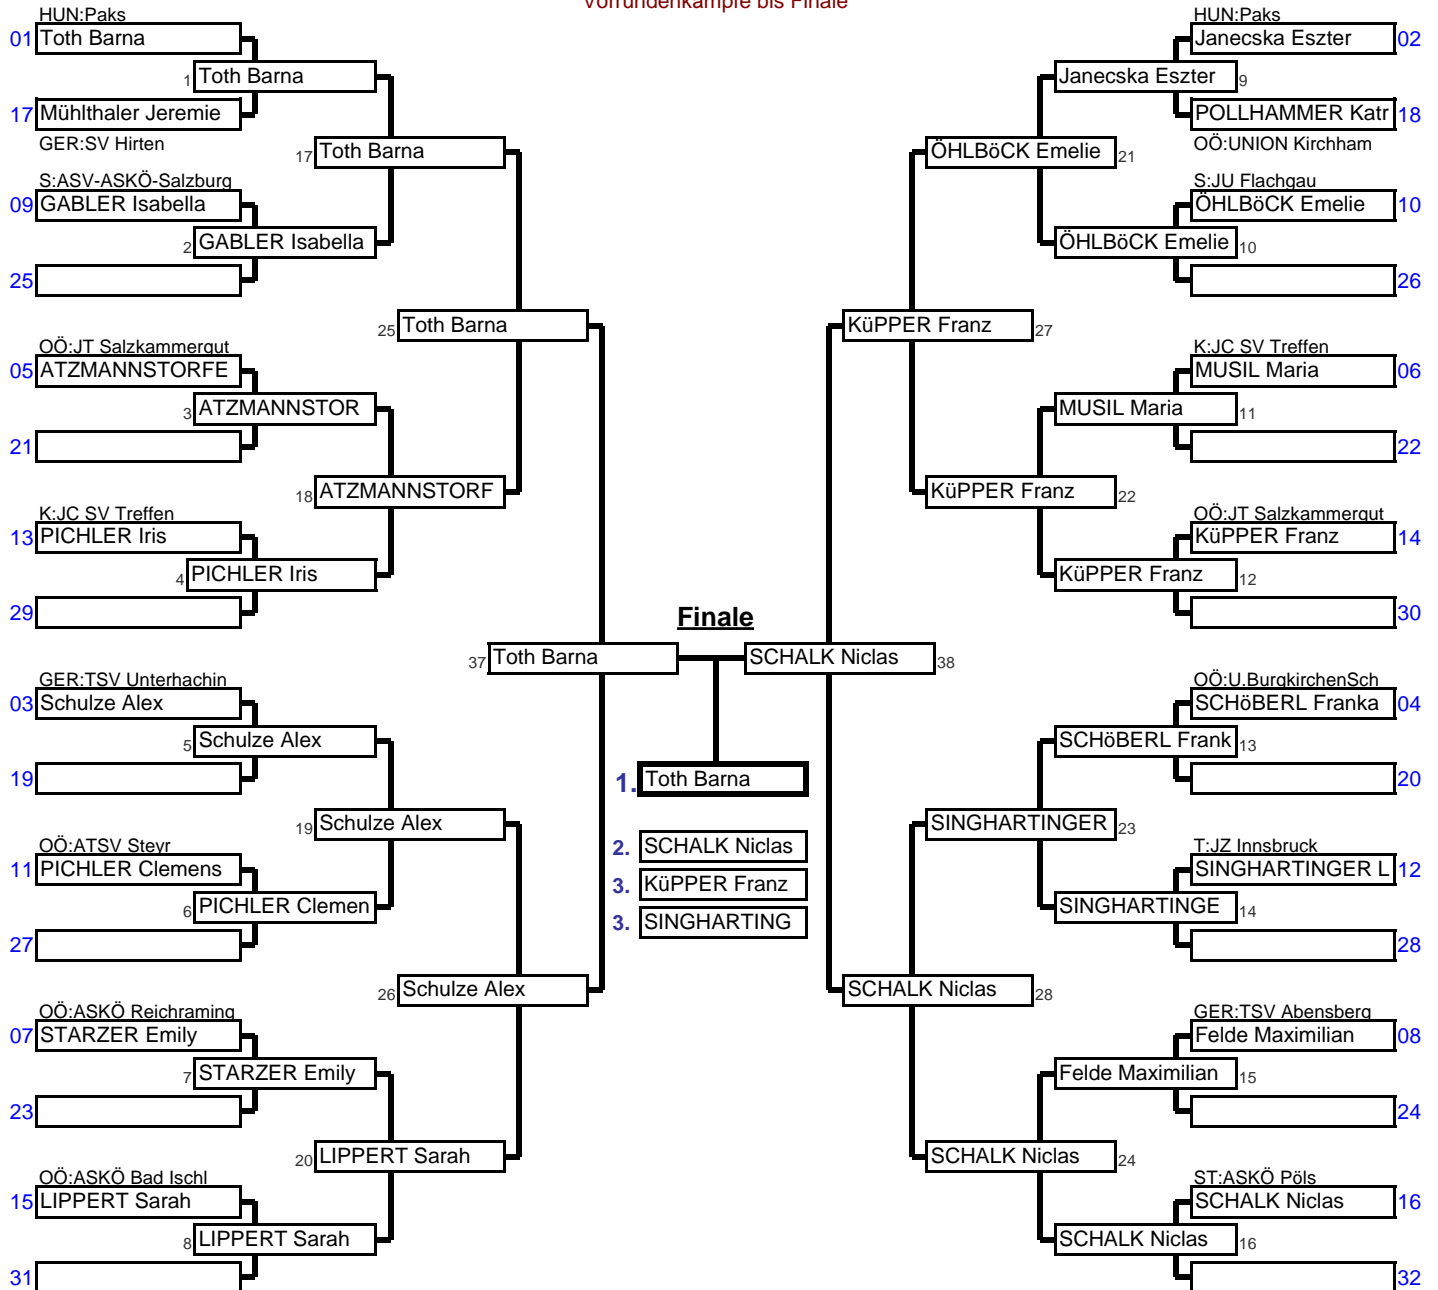 Vorrundenkämpfe bis Finale
HUN:Paks
01 Toth Barna
1 Toth Barna
17 Mühlthaler Jeremie
GER:SV Hirten
17 Toth Barna
S:ASV-ASKÖ-Salzburg
09 GABLER Isabella
2 GABLER Isabella
25
25 Toth Barna
OÖ:JT Salzkammergut
05 ATZMANNSTORFE
3 ATZMANNSTOR
21
18 ATZMANNSTORF
K:JC SV Treffen
13 PICHLER Iris
4 PICHLER Iris
29
37 Toth Barna
GER:TSV Unterhachin
03 Schulze Alex
5 Schulze Alex
19
19 Schulze Alex
OÖ:ATSV Steyr
11 PICHLER Clemens
6 PICHLER Clemen
27
26 Schulze Alex
OÖ:ASKÖ Reichraming
07 STARZER Emily
7 STARZER Emily
23
20 LIPPERT Sarah
OÖ:ASKÖ Bad Ischl
15 LIPPERT Sarah
8 LIPPERT Sarah
31
Finale
1. Toth Barna
2. SCHALK Niclas
3. KüPPER Franz
3. SINGHARTING
HUN:Paks
Janecska Eszter 02
Janecska Eszter 9
POLLHAMMER Katr 18
OÖ:UNION Kirchham
ÖHLBöCK Emelie 21
S:JU Flachgau
ÖHLBöCK Emelie 10
ÖHLBöCK Emelie 10
26
KüPPER Franz 27
K:JC SV Treffen
MUSIL Maria 06
MUSIL Maria 11
22
KüPPER Franz 22
OÖ:JT Salzkammergut
KüPPER Franz 14
KüPPER Franz 12
30
SCHALK Niclas 38
OÖ:U.BurgkirchenSch
SCHöBERL Franka 04
SCHöBERL Frank 13
20
SINGHARTINGER 23
T:JZ Innsbruck
SINGHARTINGER L 12
SINGHARTINGE 14
28
SCHALK Niclas 28
GER:TSV Abensberg
Felde Maximilian 08
Felde Maximilian 15
24
SCHALK Niclas 24
ST:ASKÖ Pöls
SCHALK Niclas 16
SCHALK Niclas 16
32